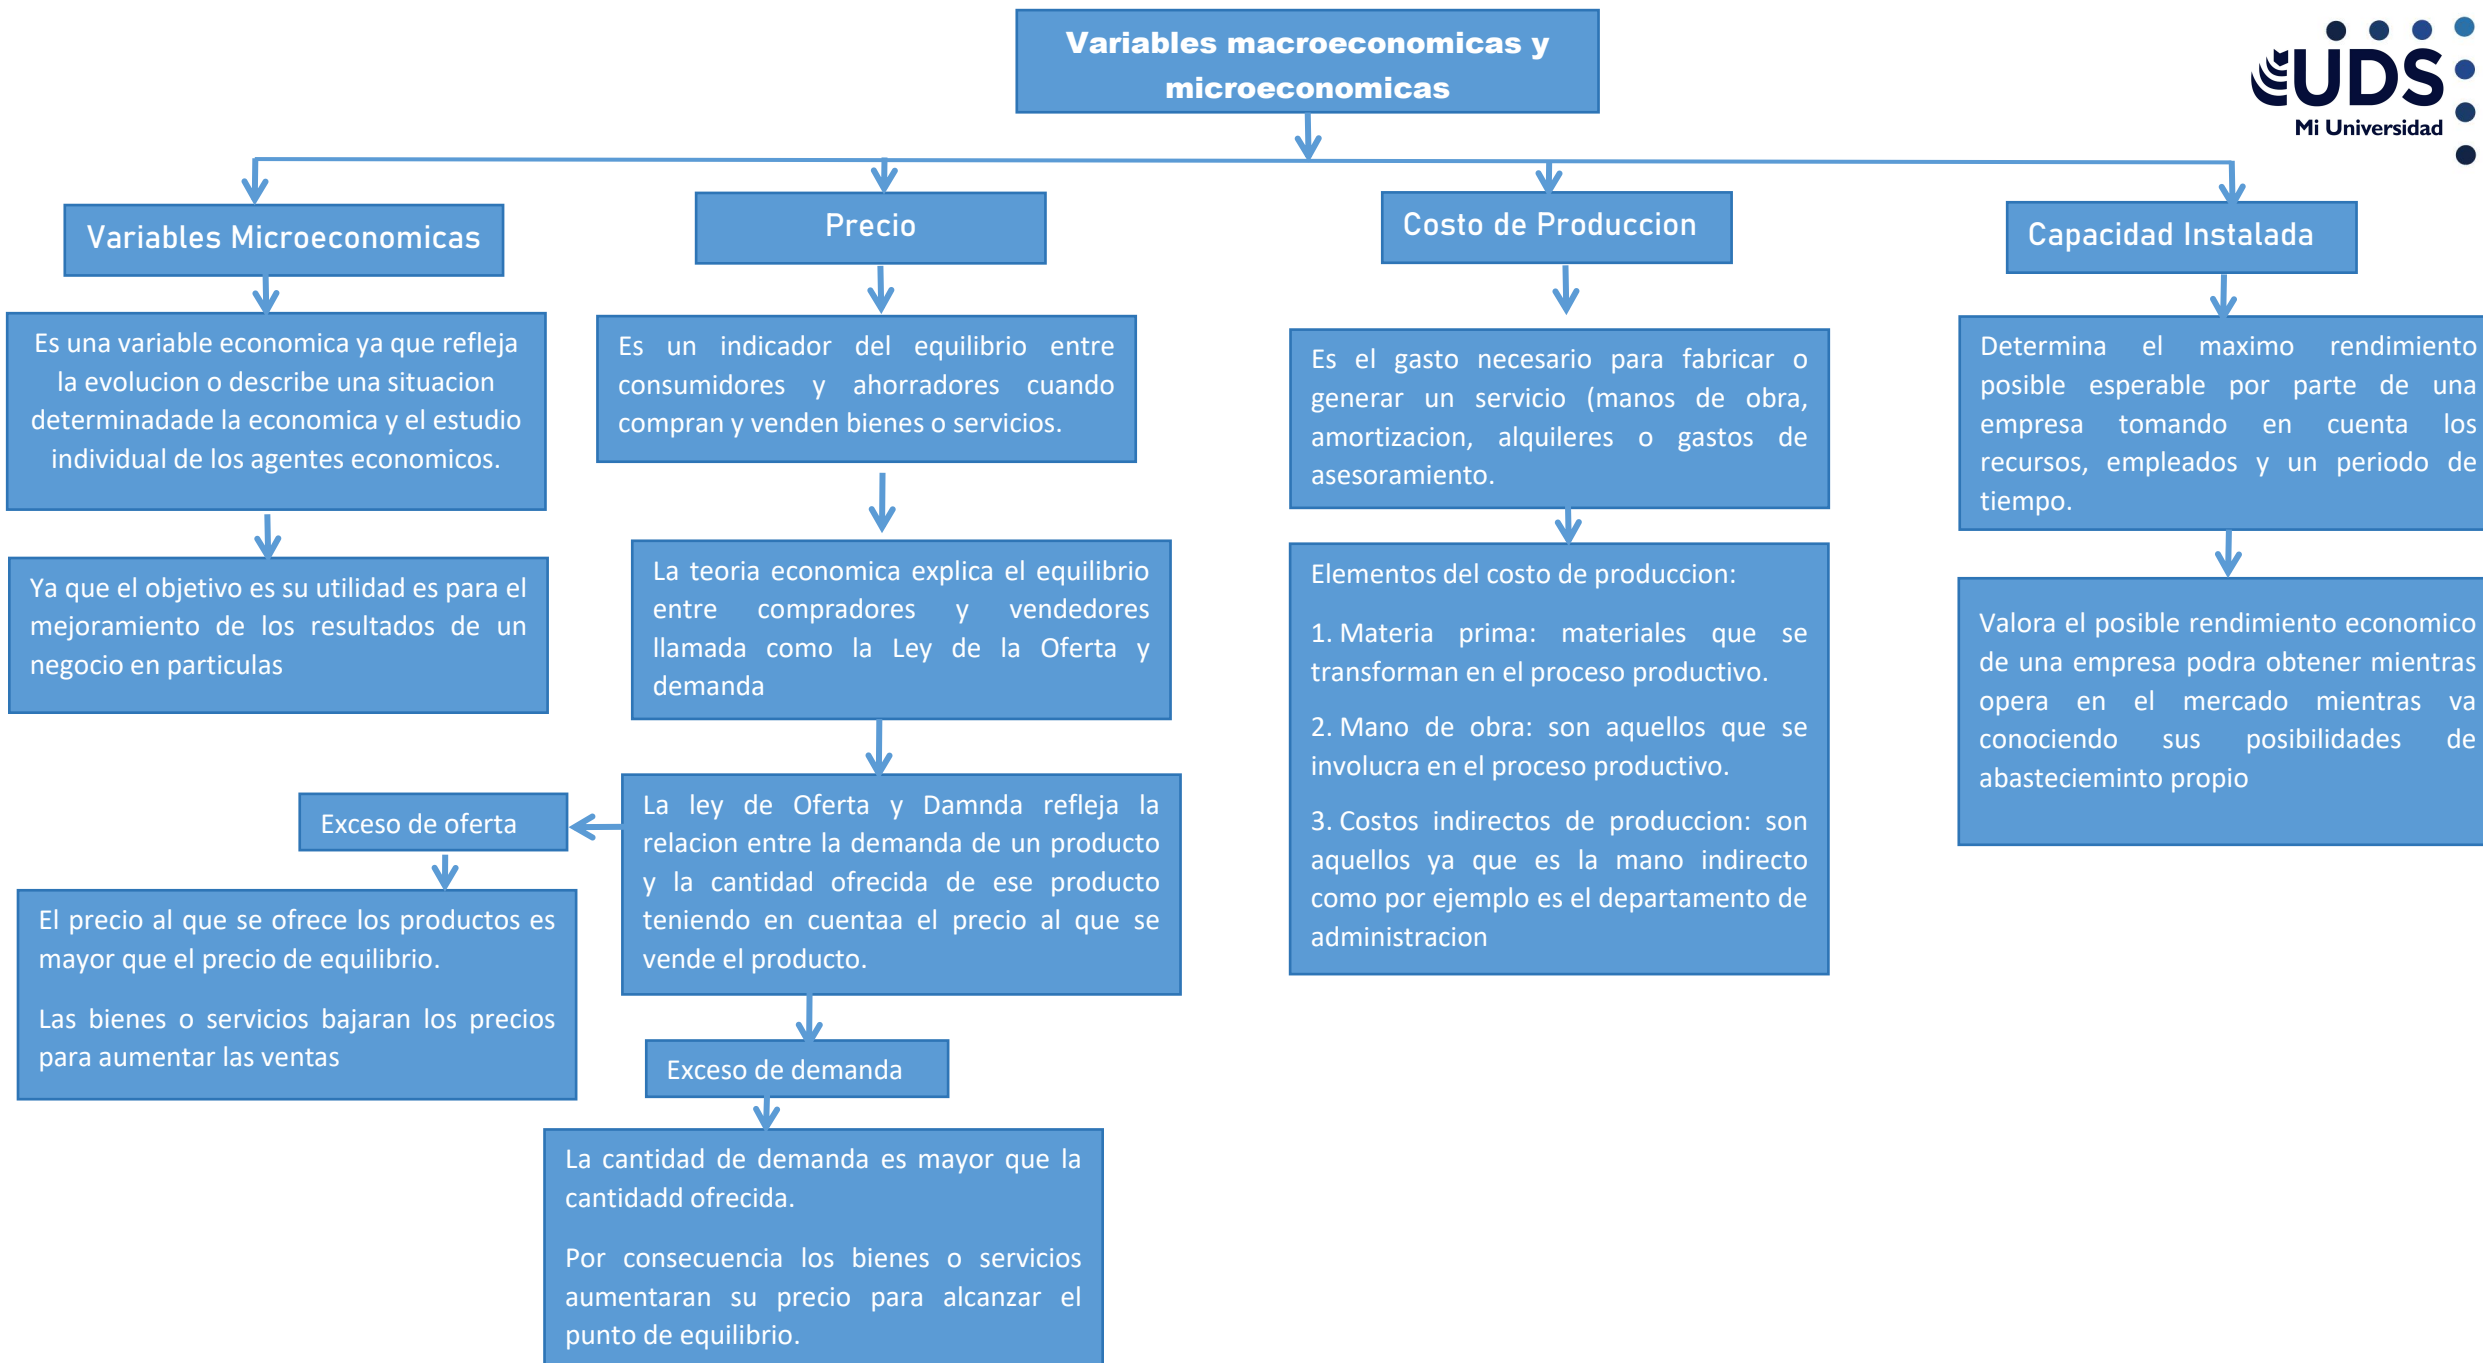 Variables macroeconomicas y
microeconomicas
UDS
Mi Universidad
Variables Microeconomicas
Es una variable economica ya que refleja
la evolucion o describe una situacion
determinadade la economica y el estudio
individual de los agentes economicos.
Ya que el objetivo es su utilidad es para el
mejoramiento de los resultados de un
negocio en particulas
Precio
Es un indicador del equilibrio entre
consumidores y ahorradores cuando
compran y venden bienes o servicios.
La teoria economica explica el equilibrio
entre compradores y vendedores
llamada como la Ley de la Oferta y
demanda
La ley de Oferta y Damnda refleja la
relacion entre la demanda de un producto
y la cantidad ofrecida de ese producto
teniendo en cuentaa el precio al que se
vende el producto.
Exceso de oferta
El precio al que se ofrece los productos es
mayor que el precio de equilibrio.
Las bienes o servicios bajaran los precios
para aumentar las ventas
Exceso de demanda
La cantidad de demanda es mayor que la
cantidadd ofrecida.
Por consecuencia los bienes o servicios
aumentaran su precio para alcanzar el
punto de equilibrio.
Costo de Produccion
Es el gasto necesario para fabricar o
generar un servicio (manos de obra,
amortizacion, alquileres o gastos de
asesoramiento.
Elementos del costo de produccion:
1. Materia prima: materiales que se
transforman en el proceso productivo.
2. Mano de obra: son aquellos que se
involucra en el proceso productivo.
3. Costos indirectos de produccion: son
aquellos ya que es la mano indirecto
como por ejemplo es el departamento de
administracion
Capacidad Instalada
Determina el maximo rendimiento
posible esperable por parte de una
empresa tomando en cuenta los
recursos, empleados y un periodo de
tiempo.
Valora el posible rendimiento economico
de una empresa podra obtener mientras
opera en el mercado mientras va
conociendo sus posibilidades de
abastecieminto propio